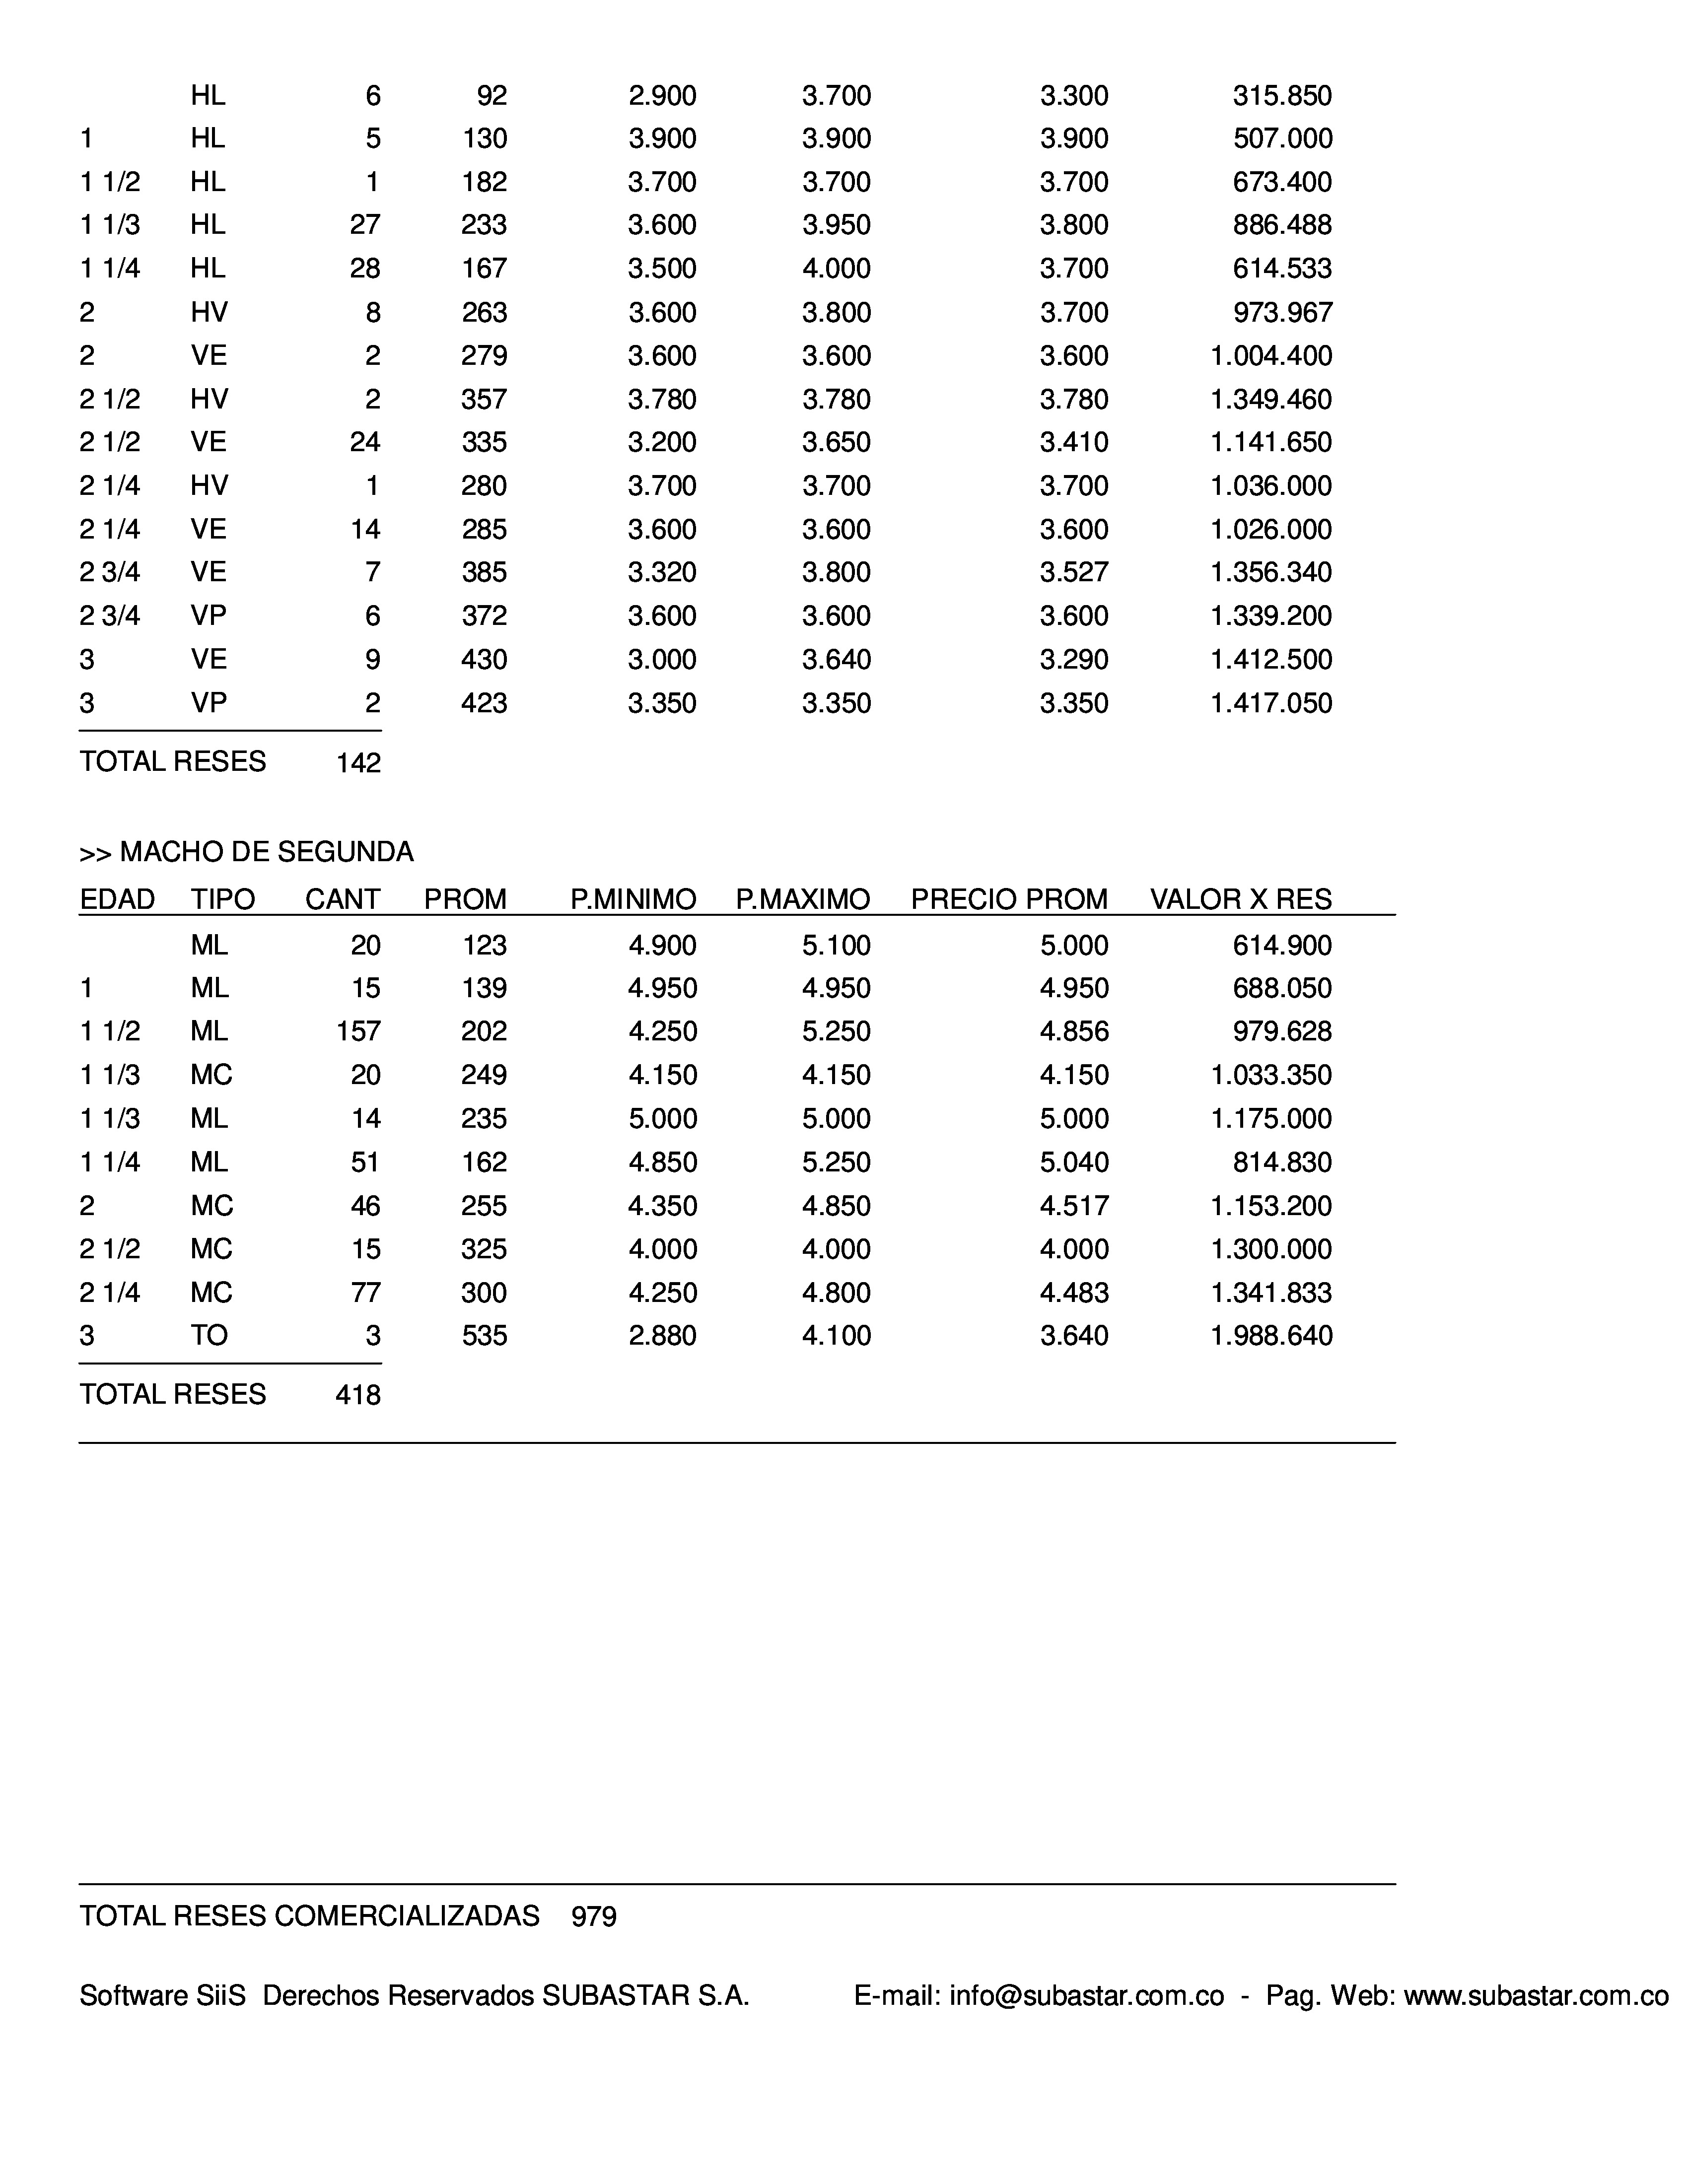 HL 6 92 2.900 3.700 3.300 315.850
1 HL 5 130 3.900 3.900 3.900 507.000
1 1/2 HL 1 182 3.700 3.700 3.700 673.400
1 1/3 HL 27 233 3.600 3.950 3.800 886.488
1 1/4 HL 28 167 3.500 4.000 3.700 614.533
2 HV 8 263 3.600 3.800 3.700 973.967
2 VE 2 279 3.600 3.600 3.600 1.004.400
2 1/2 HV 2 357 3.780 3.780 3.780 1.349.460
2 1/2 VE 24 335 3.200 3.650 3.410 1.141.650
2 1/4 HV 1 280 3.700 3.700 3.700 1.036.000
2 1/4 VE 14 285 3.600 3.600 3.600 1.026.000
2 3/4 VE 7 385 3.320 3.800 3.527 1.356.340
2 3/4 VP 6 372 3.600 3.600 3.600 1.339.200
3 VE 9 430 3.000 3.640 3.290 1.412.500
3 VP 2 423 3.350 3.350 3.350 1.417.050
TOTAL RESES 142
>> MACHO DE SEGUNDA
EDAD TIPO CANT PROM P.MINIMO P.MAXIMO PRECIO PROM VALOR X RES
ML 20 123 4.900 5.100 5.000 614.900
1 ML 15 139 4.950 4.950 4.950 688.050
1 1/2 ML 157 202 4.250 5.250 4.856 979.628
1 1/3 MC 20 249 4.150 4.150 4.150 1.033.350
1 1/3 ML 14 235 5.000 5.000 5.000 1.175.000
1 1/4 ML 51 162 4.850 5.250 5.040 814.830
2 MC 46 255 4.350 4.850 4.517 1.153.200
2 1/2 MC 15 325 4.000 4.000 4.000 1.300.000
2 1/4 MC 77 300 4.250 4.800 4.483 1.341.833
3 TO 3 535 2.880 4.100 3.640 1.988.640
TOTAL RESES 418
TOTAL RESES COMERCIALIZADAS 979
Software SiiS Derechos Reservados SUBASTAR S.A. E-mail: info@subastar.com.co - Pag. Web: www.subastar.com.co